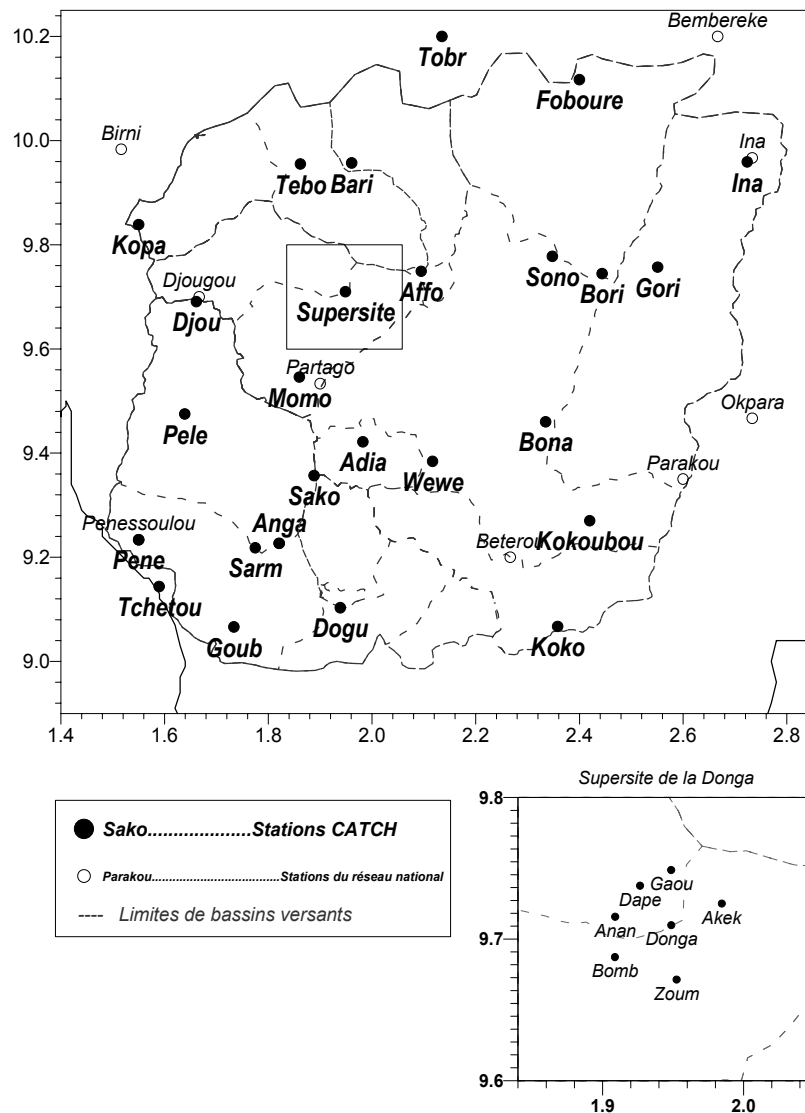 Bembereke
10.2
Tobr
Foboure
Birni
10.0
Ina
Tebo
Bari
Ina
Kopa
9.8
Djougou
Affo
Sono
Bori
Gori
Supersite
Djou
9.6
Partago
Momo
Okpara
Pele
Bona
9.4
Adia
Wewe
Parakou
Sako
Penessoulou
Anga
Beterou
Kokoubou
9.2
Pene
Sarm
Tchetou
Dogu
Goub
Koko
9.0
1.4 1.6 1.8 2.0 2.2 2.4 2.6 2.8
Supersite de la Donga
Sako.....................Stations CATCH
Parakou......................................Stations du réseau national
---- Limites de bassins versants
9.8
Gaou
Dape
Akek
Anan
Donga
9.7
Bomb
Zoum
9.6
1.9 2.0